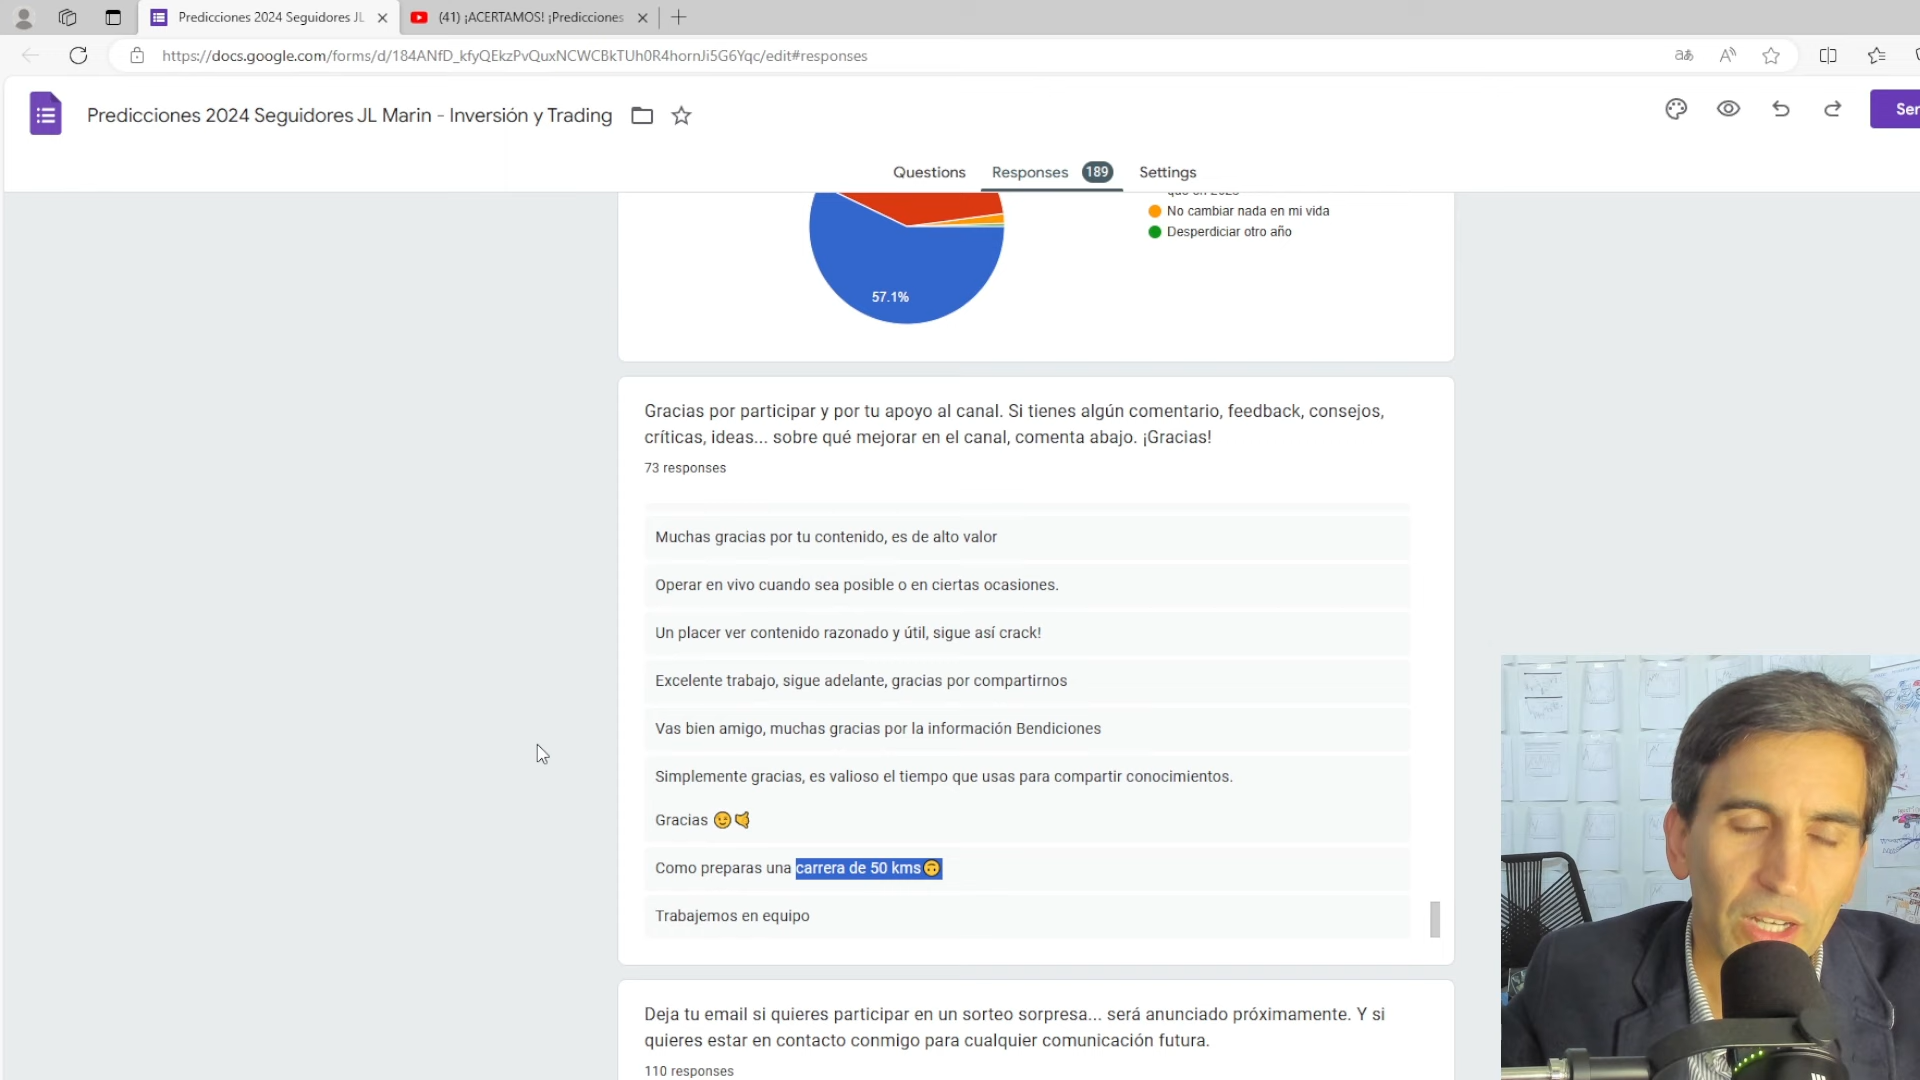 Predicciones 2024 Seguidores JL
(41) ¡ACERTAMOS! ¡Predicciones
https://docs.google.com/forms/d/184ANfD_kfyQEkzPvQuxNCWCBkTUh0R4hornJi5G6Yqc/edit#responses
Predicciones 2024 Seguidores JL Marin - Inversión y Trading
Questions
Responses 189
Settings
No cambiar nada en mi vida
Desperdiciar otro año
57.1%
Gracias por participar y por tu apoyo al canal. Si tienes algún comentario, feedback, consejos,
críticas, ideas... sobre qué mejorar en el canal, comenta abajo. ¡Gracias!
73 responses
Muchas gracias por tu contenido, es de alto valor
Operar en vivo cuando sea posible o en ciertas ocasiones.
Un placer ver contenido razonado y útil, sigue así crack!
Excelente trabajo, sigue adelante, gracias por compartirnos
Vas bien amigo, muchas gracias por la información Bendiciones
Simplemente gracias, es valioso el tiempo que usas para compartir conocimientos.
Gracias 😉🤙
Como preparas una carrera de 50 kms🙃
Trabajemos en equipo
Deja tu email si quieres participar en un sorteo sorpresa... será anunciado próximamente. Y si
quieres estar en contacto conmigo para cualquier comunicación futura.
110 responses